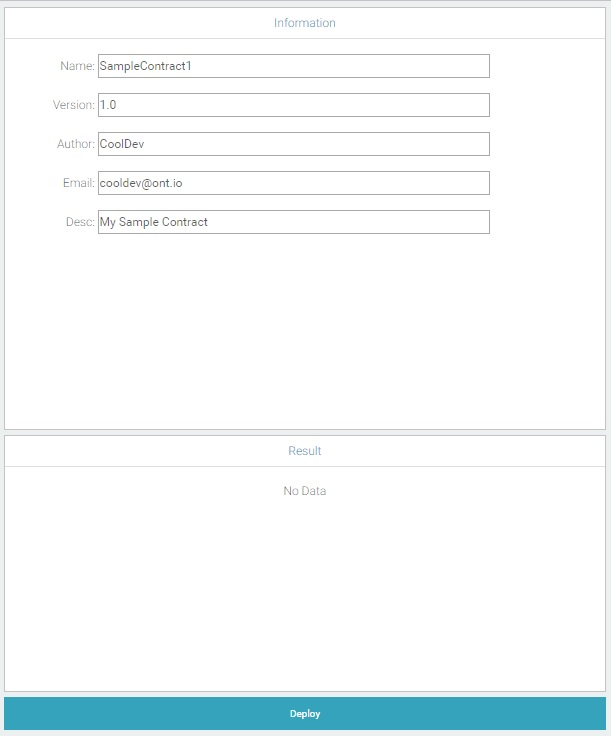 Information
Name: SampleContract1
Version: 1.0
Author: CoolDev
Email: cooldev@ont.io
Desc: My Sample Contract
Result
No Data
Deploy